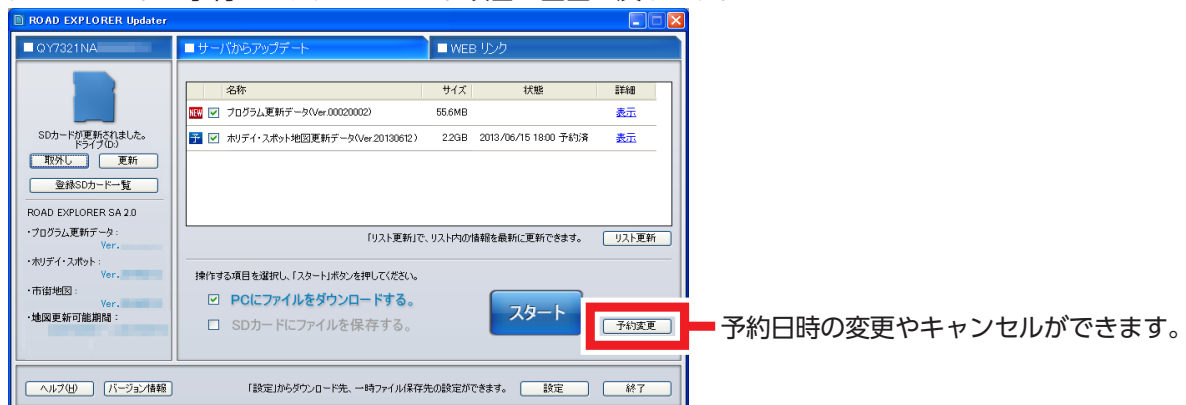 ROAD EXPLORER Updater
QY7321NA
サーバからアップデート
WEB リンク
SDカードが更新されました。
ドライブ(D:)
取外し 更新
登録SDカード一覧
ROAD EXPLORER SA 2.0
・プログラム更新データ：
Ver.
・ホリデイ・スポット：
Ver.
・市街地図：
Ver.
・地図更新可能期間：
名称 サイズ 状態 詳細
NEW プログラム更新データ(Ver.00020002) 55.6MB 表示
予 ホリデイ・スポット地図更新データ(Ver.20130612) 2.2GB 2013/06/15 18:00 予約済 表示
「リスト更新」で、リスト内の情報を最新に更新できます。 リスト更新
操作する項目を選択し、「スタート」ボタンを押してください。
PCにファイルをダウンロードする。
SDカードにファイルを保存する。
スタート
予約変更
予約日時の変更やキャンセルができます。
ヘルプ(H) バージョン情報 「設定」からダウンロード先、一時ファイル保存先の設定ができます。 設定 終了